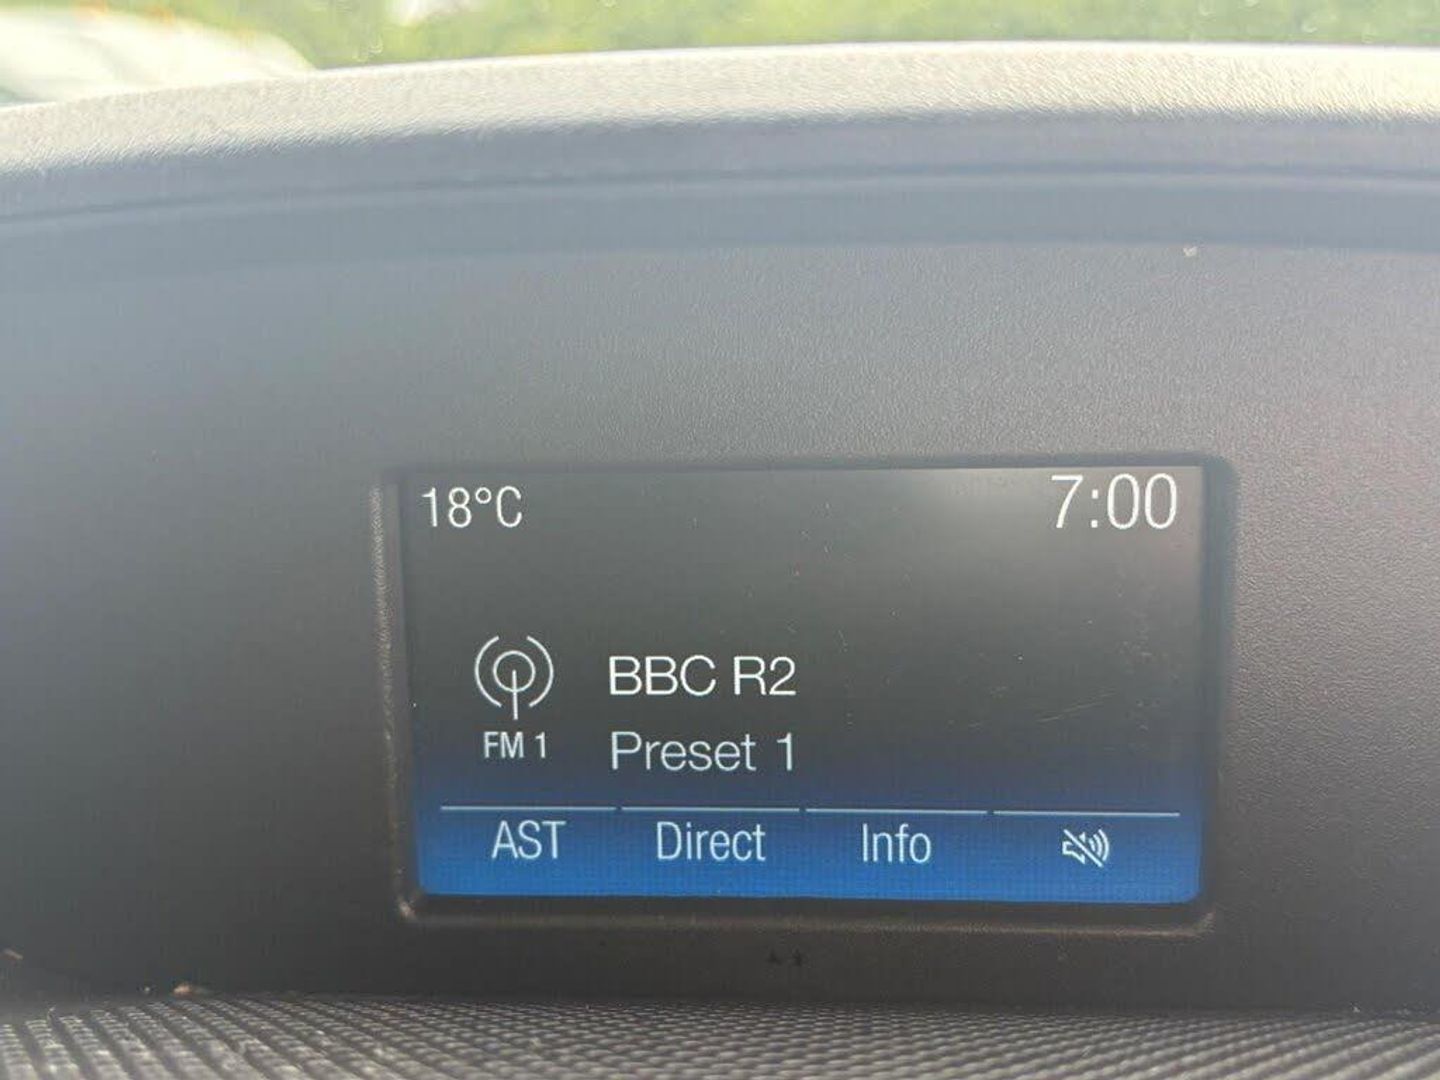 18°C 7:00
BBC R2
FM 1 Preset 1
AST Direct Info